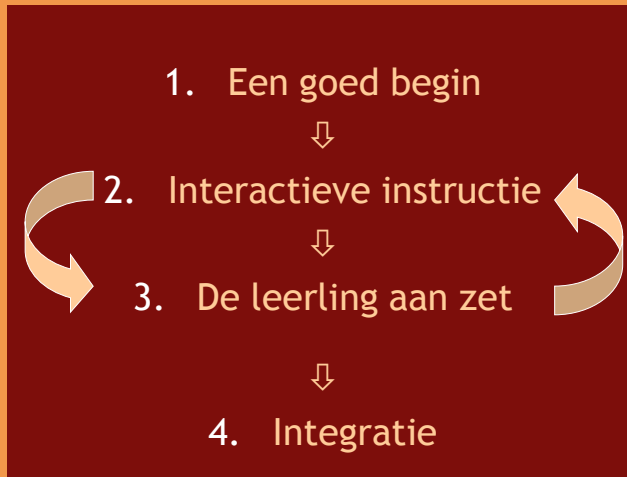 1. Een goed begin
⇩
2. Interactieve instructie
⇩
3. De leerling aan zet
⇩
4. Integratie